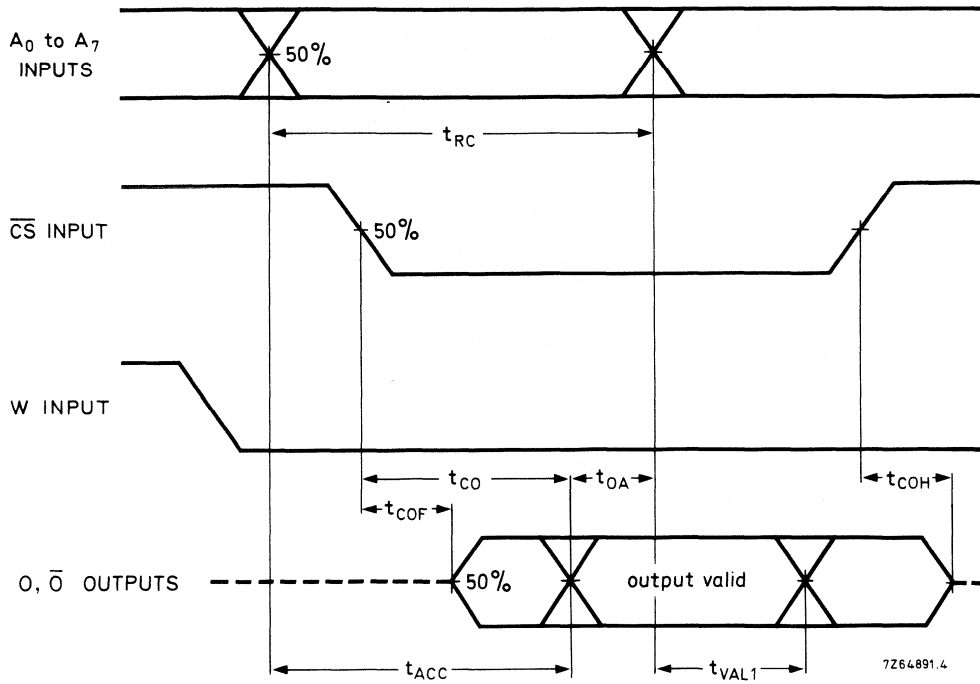 A0 to A7
INPUTS
50%
tRC
C̅S̅ INPUT
50%
W INPUT
tCO
tOA
tCOH
tCOF
O, O̅ OUTPUTS
50%
output valid
tACC
tVAL1
7Z64891.4